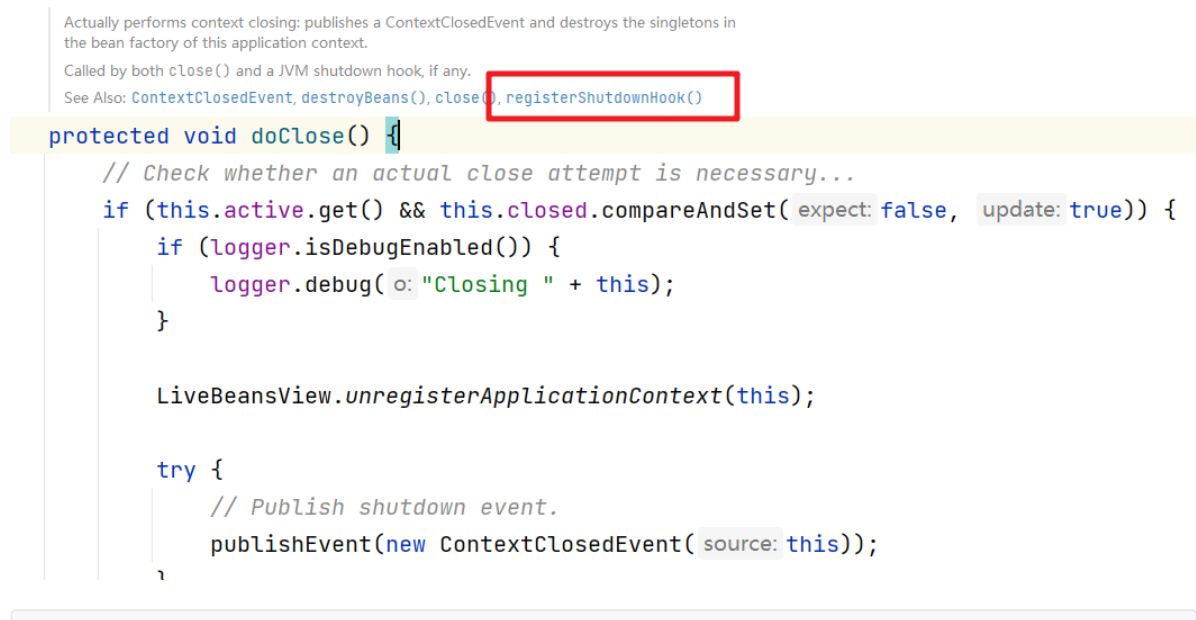 Actually performs context closing: publishes a ContextClosedEvent and destroys the singletons in
the bean factory of this application context.
Called by both close() and a JVM shutdown hook, if any.
See Also: ContextClosedEvent, destroyBeans(), close(), registerShutdownHook()
protected void doClose() {
// Check whether an actual close attempt is necessary...
if (this.active.get() && this.closed.compareAndSet( expect: false, update: true)) {
if (logger.isDebugEnabled()) {
logger.debug( o: "Closing " + this);
}
LiveBeansView.unregisterApplicationContext(this);
try {
// Publish shutdown event.
publishEvent(new ContextClosedEvent( source: this));
}